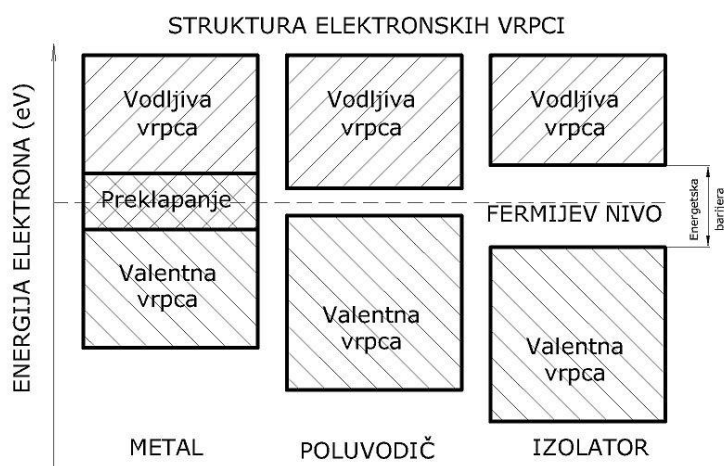 STRUKTURA ELEKTRONSKIH VRPCI
ENERGIJA ELEKTRONA (eV)
Vodljiva
vrpca
Preklapanje
Valentna
vrpca
METAL
Vodljiva
vrpca
Valentna
vrpca
POLUVODIČ
Vodljiva
vrpca
FERMIJEV NIVO
Energetska
barijera
Valentna
vrpca
IZOLATOR